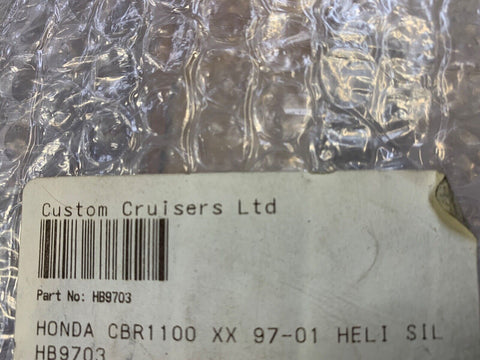 Custom Cruisers Ltd
Part No: HB9703
HONDA CBR1100 XX 97-01 HELI SIL
HB9703